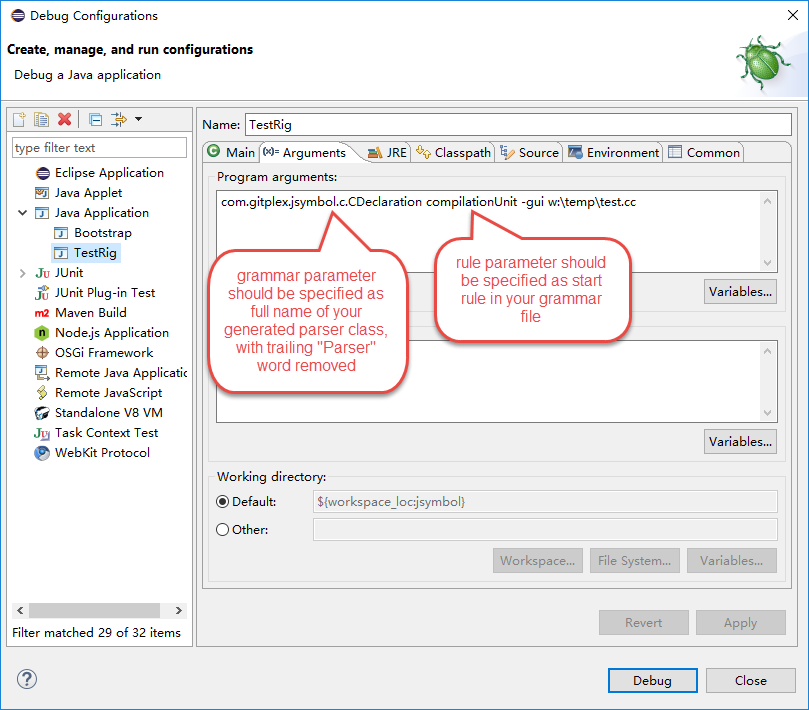 Debug Configurations
Create, manage, and run configurations
Debug a Java application
type filter text
Eclipse Application
Java Applet
Java Application
Bootstrap
TestRig
JUnit
JUnit Plug-in Test
Maven Build
Node.js Application
OSGi Framework
Remote Java Applicatic
Remote JavaScript
Standalone V8 VM
Task Context Test
WebKit Protocol
Filter matched 29 of 32 items
Name: TestRig
Main (x)= Arguments JRE Classpath Source Environment Common
Program arguments:
com.gitplex.jsymbol.c.CDeclaration compilationUnit -gui w:\temp\test.cc
grammar parameter
should be specified as
full name of your
generated parser class,
with trailing "Parser"
word removed
rule parameter should
be specified as start
rule in your grammar
file
Variables...
Variables...
Working directory:
Default: ${workspace_loc:jsymbol}
Other:
Workspace... File System... Variables...
Revert Apply
Debug Close